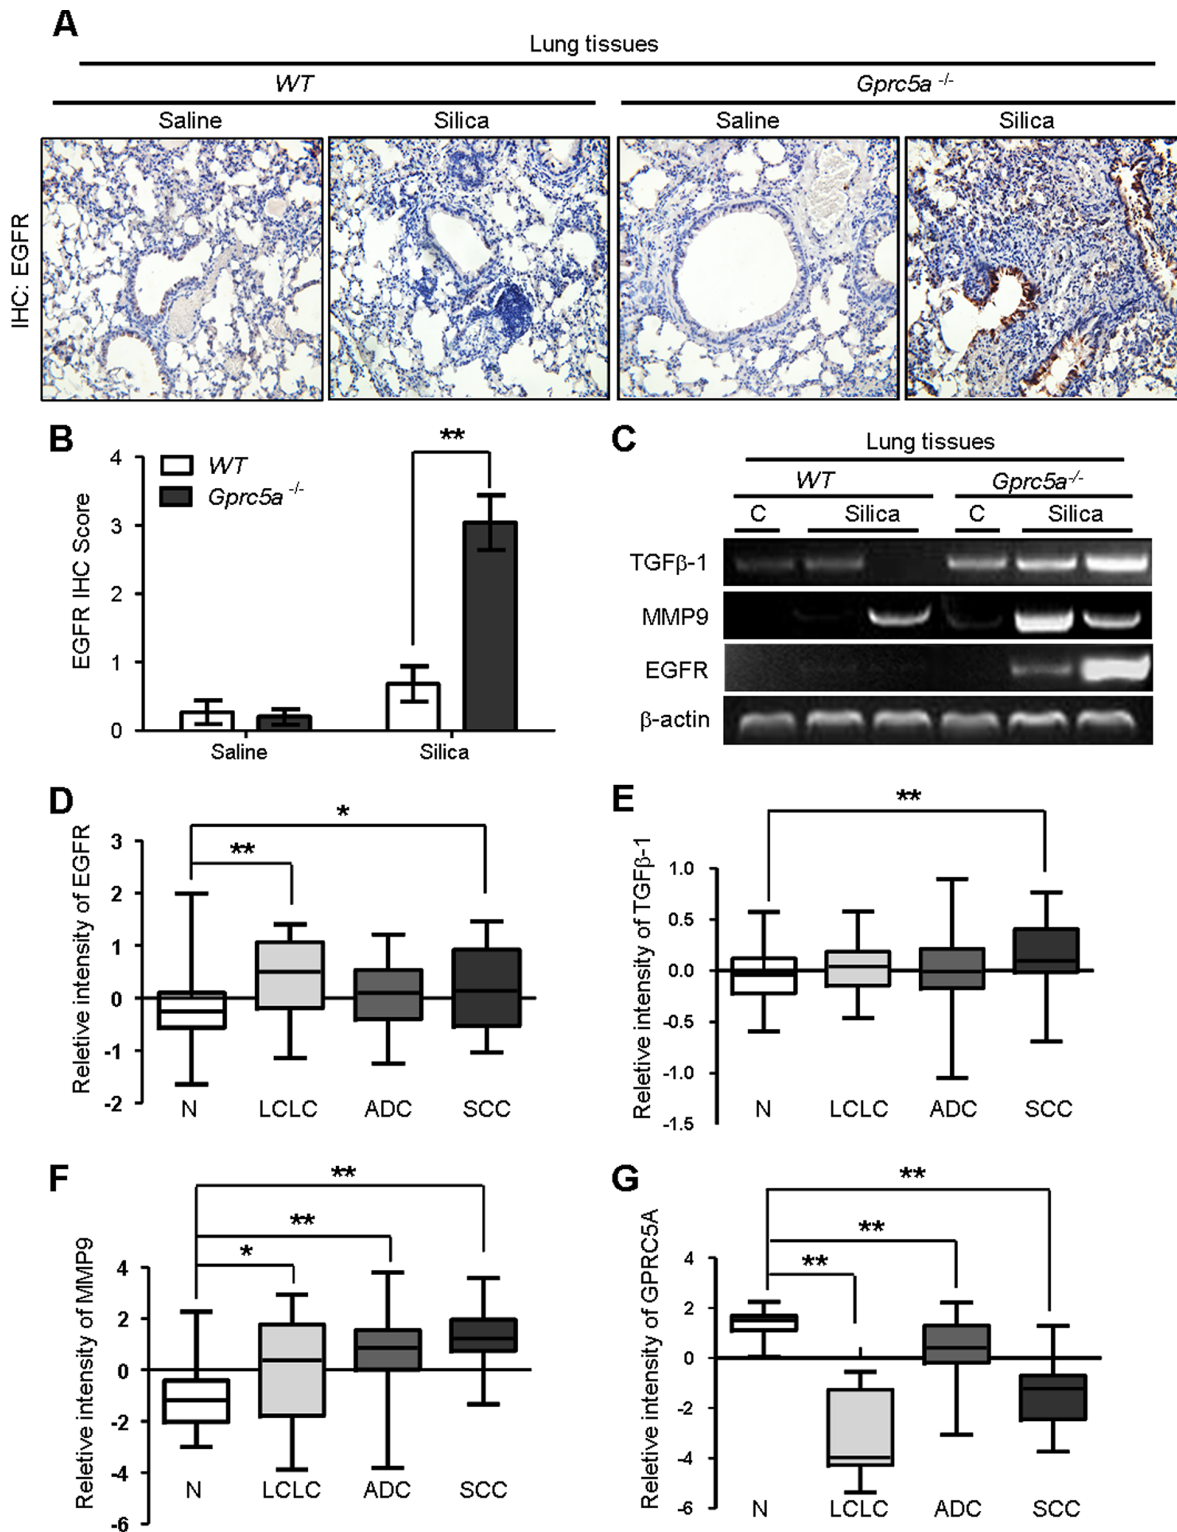 A
Lung tissues
WT
Gprc5a -/-
Saline
Silica
Saline
Silica
IHC: EGFR
B
EGFR IHC Score
4
3
2
1
0
WT
Gprc5a -/-
**
Saline
Silica
C
Lung tissues
WT
Gprc5a-/-
C
Silica
C
Silica
TGFβ-1
MMP9
EGFR
β-actin
D
Reletive intensity of EGFR
3
2
1
0
-1
-2
**
*
N
LCLC
ADC
SCC
E
Reletive intensity of TGFβ-1
1.0
0.5
0.0
-0.5
-1.0
-1.5
**
N
LCLC
ADC
SCC
F
Reletive intensity of MMP9
4
2
0
-2
-4
-6
**
**
*
N
LCLC
ADC
SCC
G
Reletive intensity of GPRC5A
4
2
0
-2
-4
-6
**
**
**
N
LCLC
ADC
SCC